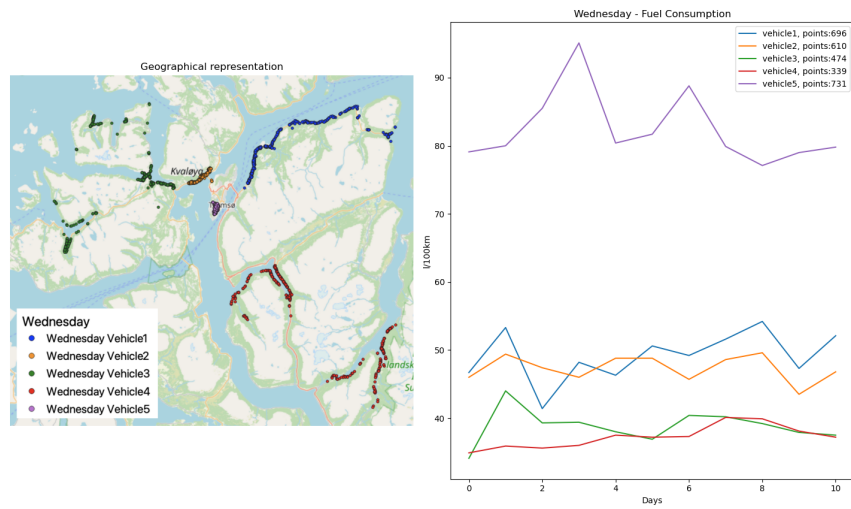 Geographical representation
Kvaløya
Tromsø
Wednesday
Wednesday Vehicle1
Wednesday Vehicle2
Wednesday Vehicle3
Wednesday Vehicle4
Wednesday Vehicle5
Wednesday - Fuel Consumption
vehicle1, points:696
vehicle2, points:610
vehicle3, points:474
vehicle4, points:339
vehicle5, points:731
90
80
70
60
50
40
l/100km
0 2 4 6 8 10
Days